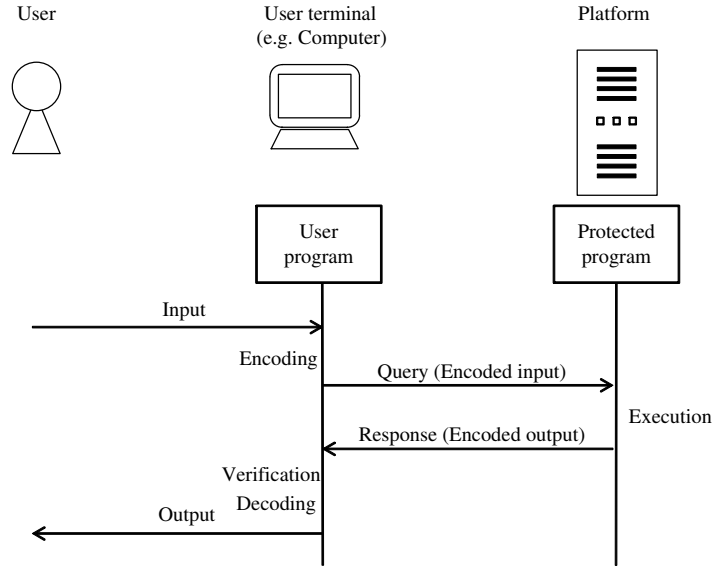 User
User terminal
(e.g. Computer)
Platform
User
program
Protected
program
Input
Encoding
Query (Encoded input)
Execution
Response (Encoded output)
Verification
Decoding
Output